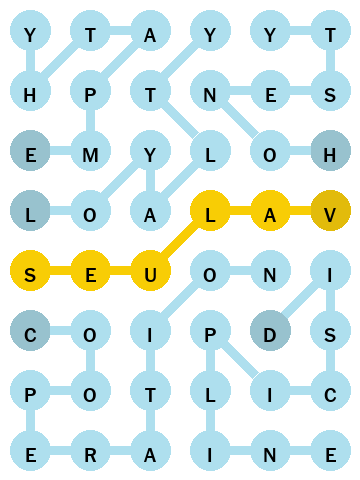 Y T A Y Y T
H P T N E S
E M Y L O H
L O A L A V
S E U O N I
C O I P D S
P O T L I C
E R A I N E